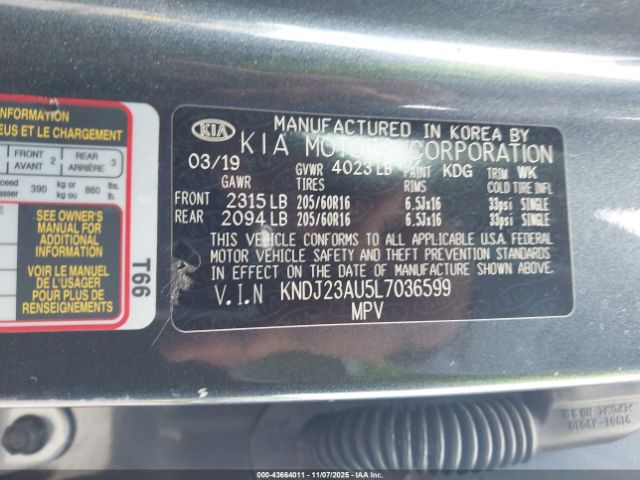 INFORMATION
EUS ET LE CHARGEMENT
FRONT 2 REAR 3
AVANT ARRIÈRE
390 kg or 860 lbs.
kg ou lb.
SEE OWNER'S
MANUAL FOR
ADDITIONAL
INFORMATION
VOIR LE MANUEL
DE L'USAGER
POUR PLUS DE
RENSEIGNEMENTS
T66
KIA
MANUFACTURED IN KOREA BY
KIA MOTORS CORPORATION
03/19 GVWR 4023 LB PAINT KDG TRIM WK
GAWR TIRES RIMS COLD TIRE INFL
FRONT 2315 LB 205/60R16 6.5Jx16 33psi SINGLE
REAR 2094 LB 205/60R16 6.5Jx16 33psi SINGLE
THIS VEHICLE CONFORMS TO ALL APPLICABLE U.S.A. FEDERAL
MOTOR VEHICLE SAFETY AND THEFT PREVENTION STANDARDS
IN EFFECT ON THE DATE OF MANUFACTURE SHOWN ABOVE.
V.I.N KNDJ23AU5L7036599
MPV
000-43664011 - 11/07/2025 - IAAI DEALER